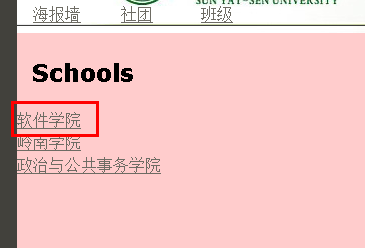 SUN YAT-SEN UNIVERSITY
海报墙 社团 班级
Schools
软件学院
岭南学院
政治与公共事务学院